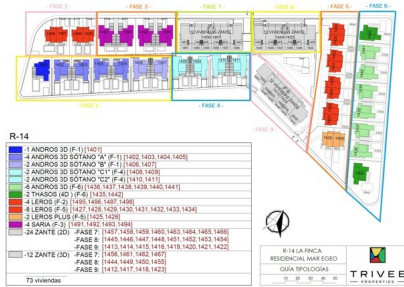 - FASE 2 -
- FASE 3 -
- FASE 7 -
- FASE 8 -
- FASE 5 -
- FASE 6 -
- FASE 1 -
- FASE 4 -
- FASE 9 -
R-14
-1 ANDROS 3D (F-1) [1401]
-4 ANDROS 3D SÓTANO "A" (F-1) [1402,1403,1404,1405]
-2 ANDROS 3D SÓTANO "B" (F-1) [1406,1407]
-2 ANDROS 3D SÓTANO "C1" (F-4) [1408,1409]
-2 ANDROS 3D SÓTANO "C2" (F-4) [1410,1411]
-6 ANDROS 3D (F-6) [1436,1437,1438,1439,1440,1441]
-2 THASOS (4D) (F-6) [1435,1442]
-4 LEROS (F-2) [1495,1496,1497,1498]
-8 LEROS (F-5) [1427,1428,1429,1430,1431,1432,1433,1434]
-2 LEROS PLUS (F-5) [1425,1426]
-4 SARIA (F-3) [1491,1492,1493,1494]
-24 ZANTE (2D) -FASE 7: [1457,1458,1459,1460,1463,1464,1465,1466]
-FASE 8: [1445,1446,1447,1448,1451,1452,1453,1454]
-FASE 9: [1413,1414,1415,1416,1419,1420,1421,1422]
-12 ZANTE (3D) -FASE 7: [1456,1461,1462,1467]
-FASE 8: [1444,1449,1450,1455]
-FASE 9: [1412,1417,1418,1423]
73 viviendas
R-14 LA FINCA
RESIDENCIAL MAR EGEO
GUÍA TIPOLOGÍAS
TRIVEE
PROPERTIES